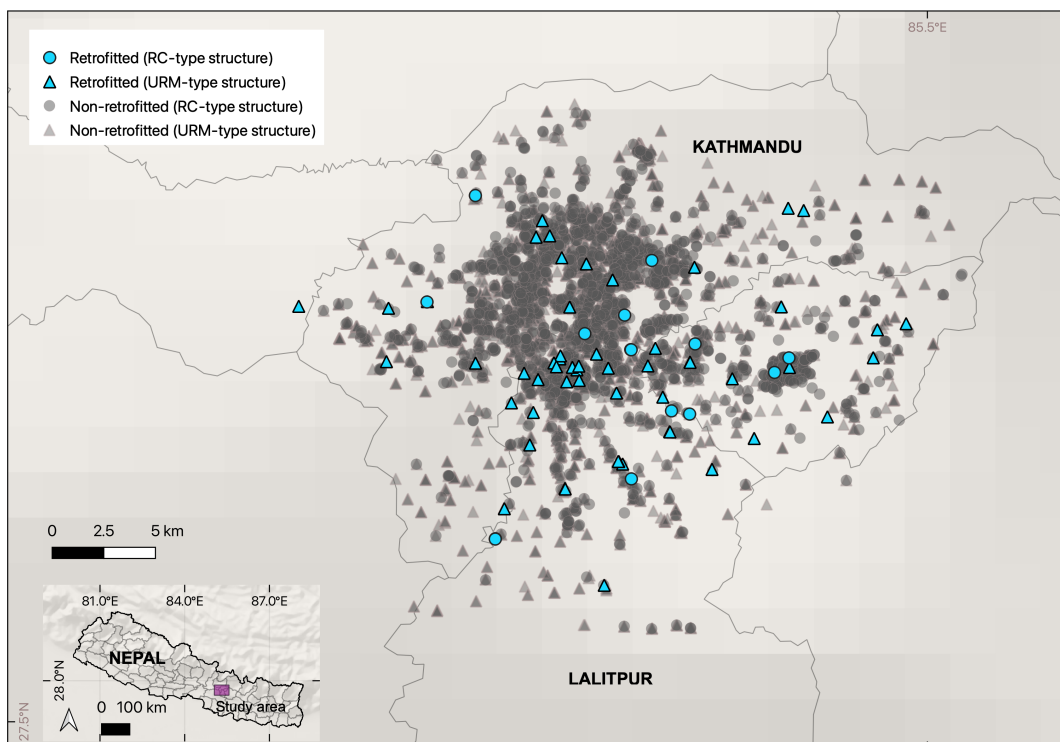 85.5°E
Retrofitted (RC-type structure)
Retrofitted (URM-type structure)
Non-retrofitted (RC-type structure)
Non-retrofitted (URM-type structure)
KATHMANDU
0 2.5 5 km
81.0°E 84.0°E 87.0°E
NEPAL
28.0°N
LALITPUR
Study area
0 100 km
27.5°N